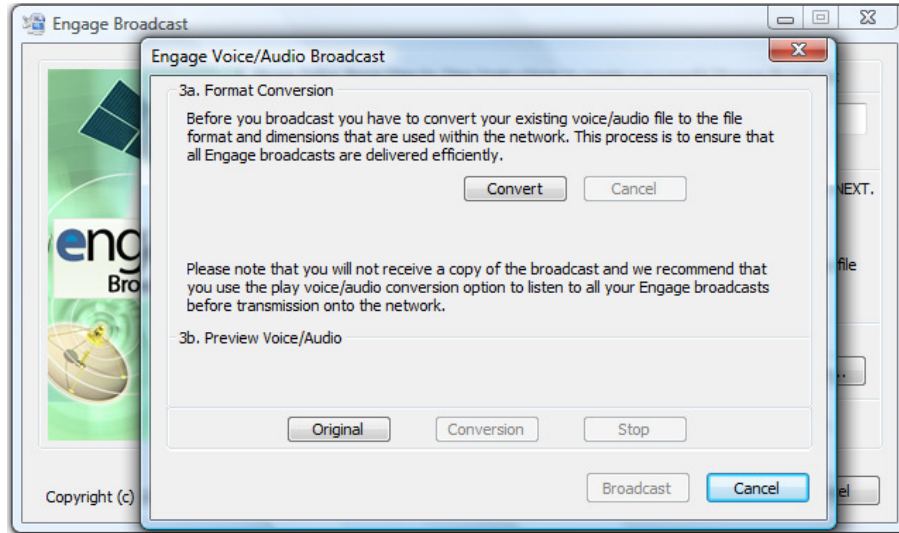 Engage Broadcast
Engage Voice/Audio Broadcast
3a. Format Conversion
Before you broadcast you have to convert your existing voice/audio file to the file
format and dimensions that are used within the network. This process is to ensure that
all Engage broadcasts are delivered efficiently.
Convert
Cancel
NEXT.
eng
Bro
file
Please note that you will not receive a copy of the broadcast and we recommend that
you use the play voice/audio conversion option to listen to all your Engage broadcasts
before transmission onto the network.
3b. Preview Voice/Audio
..
Original
Conversion
Stop
Broadcast
Cancel
Copyright (c)
el